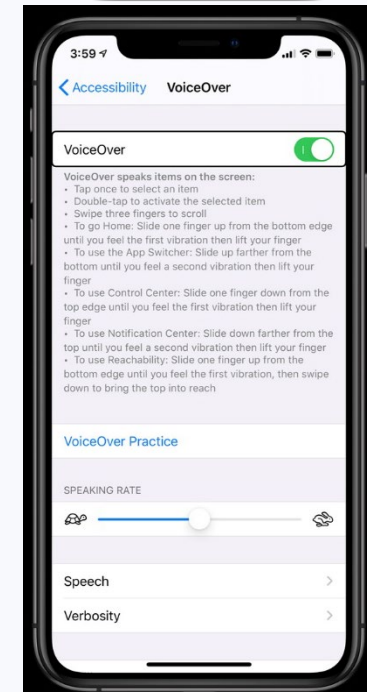 3:59
Accessibility VoiceOver
VoiceOver
VoiceOver speaks items on the screen:
• Tap once to select an item
• Double-tap to activate the selected item
• Swipe three fingers to scroll
• To go Home: Slide one finger up from the bottom edge
until you feel the first vibration then lift your finger
• To use the App Switcher: Slide up farther from the
bottom until you feel a second vibration then lift your
finger
• To use Control Center: Slide one finger down from the
top edge until you feel the first vibration then lift your
finger
• To use Notification Center: Slide down farther from the
top until you feel a second vibration then lift your finger
• To use Reachability: Slide one finger up from the
bottom edge until you feel the first vibration, then swipe
down to bring the top into reach
VoiceOver Practice
SPEAKING RATE
Speech
Verbosity